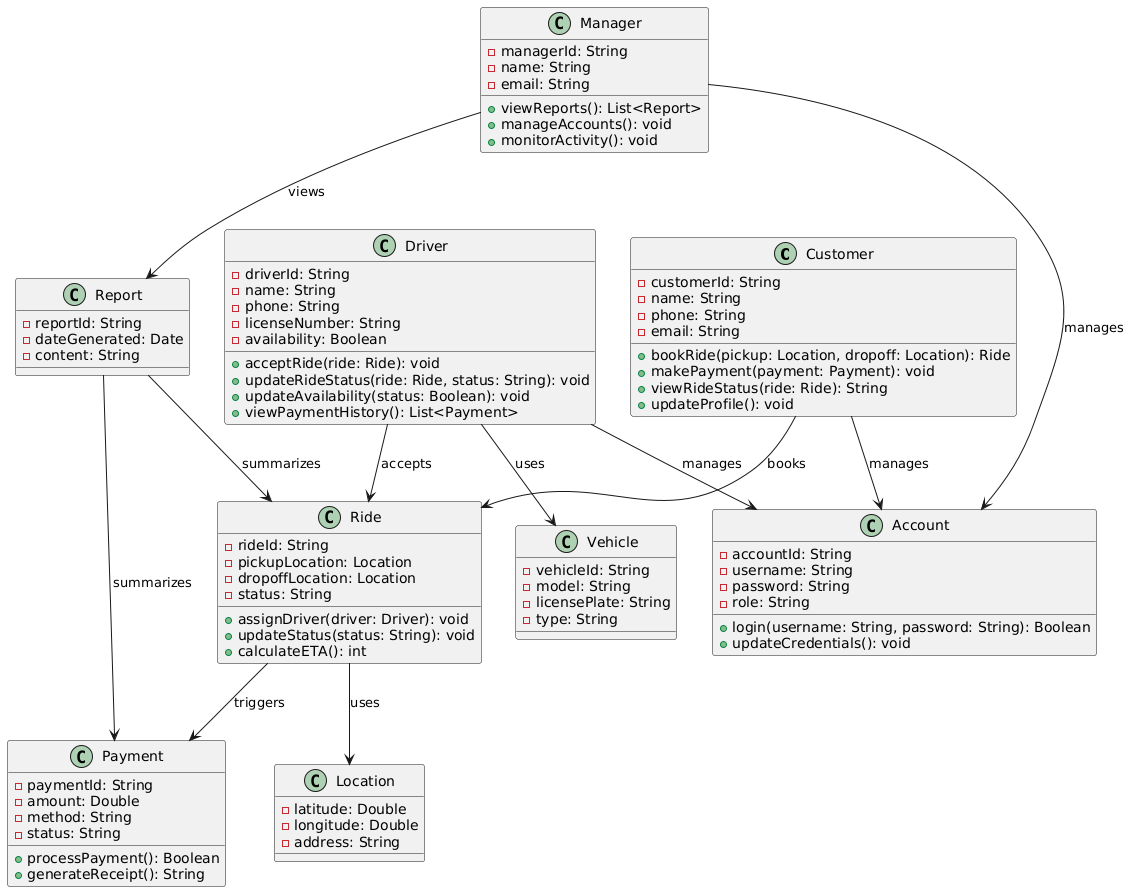 C Manager
managerId: String
name: String
email: String
viewReports(): List<Report>
manageAccounts(): void
monitorActivity(): void
views
manages
C Driver
driverId: String
name: String
phone: String
licenseNumber: String
availability: Boolean
acceptRide(ride: Ride): void
updateRideStatus(ride: Ride, status: String): void
updateAvailability(status: Boolean): void
viewPaymentHistory(): List<Payment>
C Customer
customerId: String
name: String
phone: String
email: String
bookRide(pickup: Location, dropoff: Location): Ride
makePayment(payment: Payment): void
viewRideStatus(ride: Ride): String
updateProfile(): void
C Report
reportId: String
dateGenerated: Date
content: String
summarizes
accepts
uses
manages
books
manages
C Ride
rideId: String
pickupLocation: Location
dropoffLocation: Location
status: String
assignDriver(driver: Driver): void
updateStatus(status: String): void
calculateETA(): int
C Vehicle
vehicleId: String
model: String
licensePlate: String
type: String
C Account
accountId: String
username: String
password: String
role: String
login(username: String, password: String): Boolean
updateCredentials(): void
summarizes
triggers
uses
C Payment
paymentId: String
amount: Double
method: String
status: String
processPayment(): Boolean
generateReceipt(): String
C Location
latitude: Double
longitude: Double
address: String